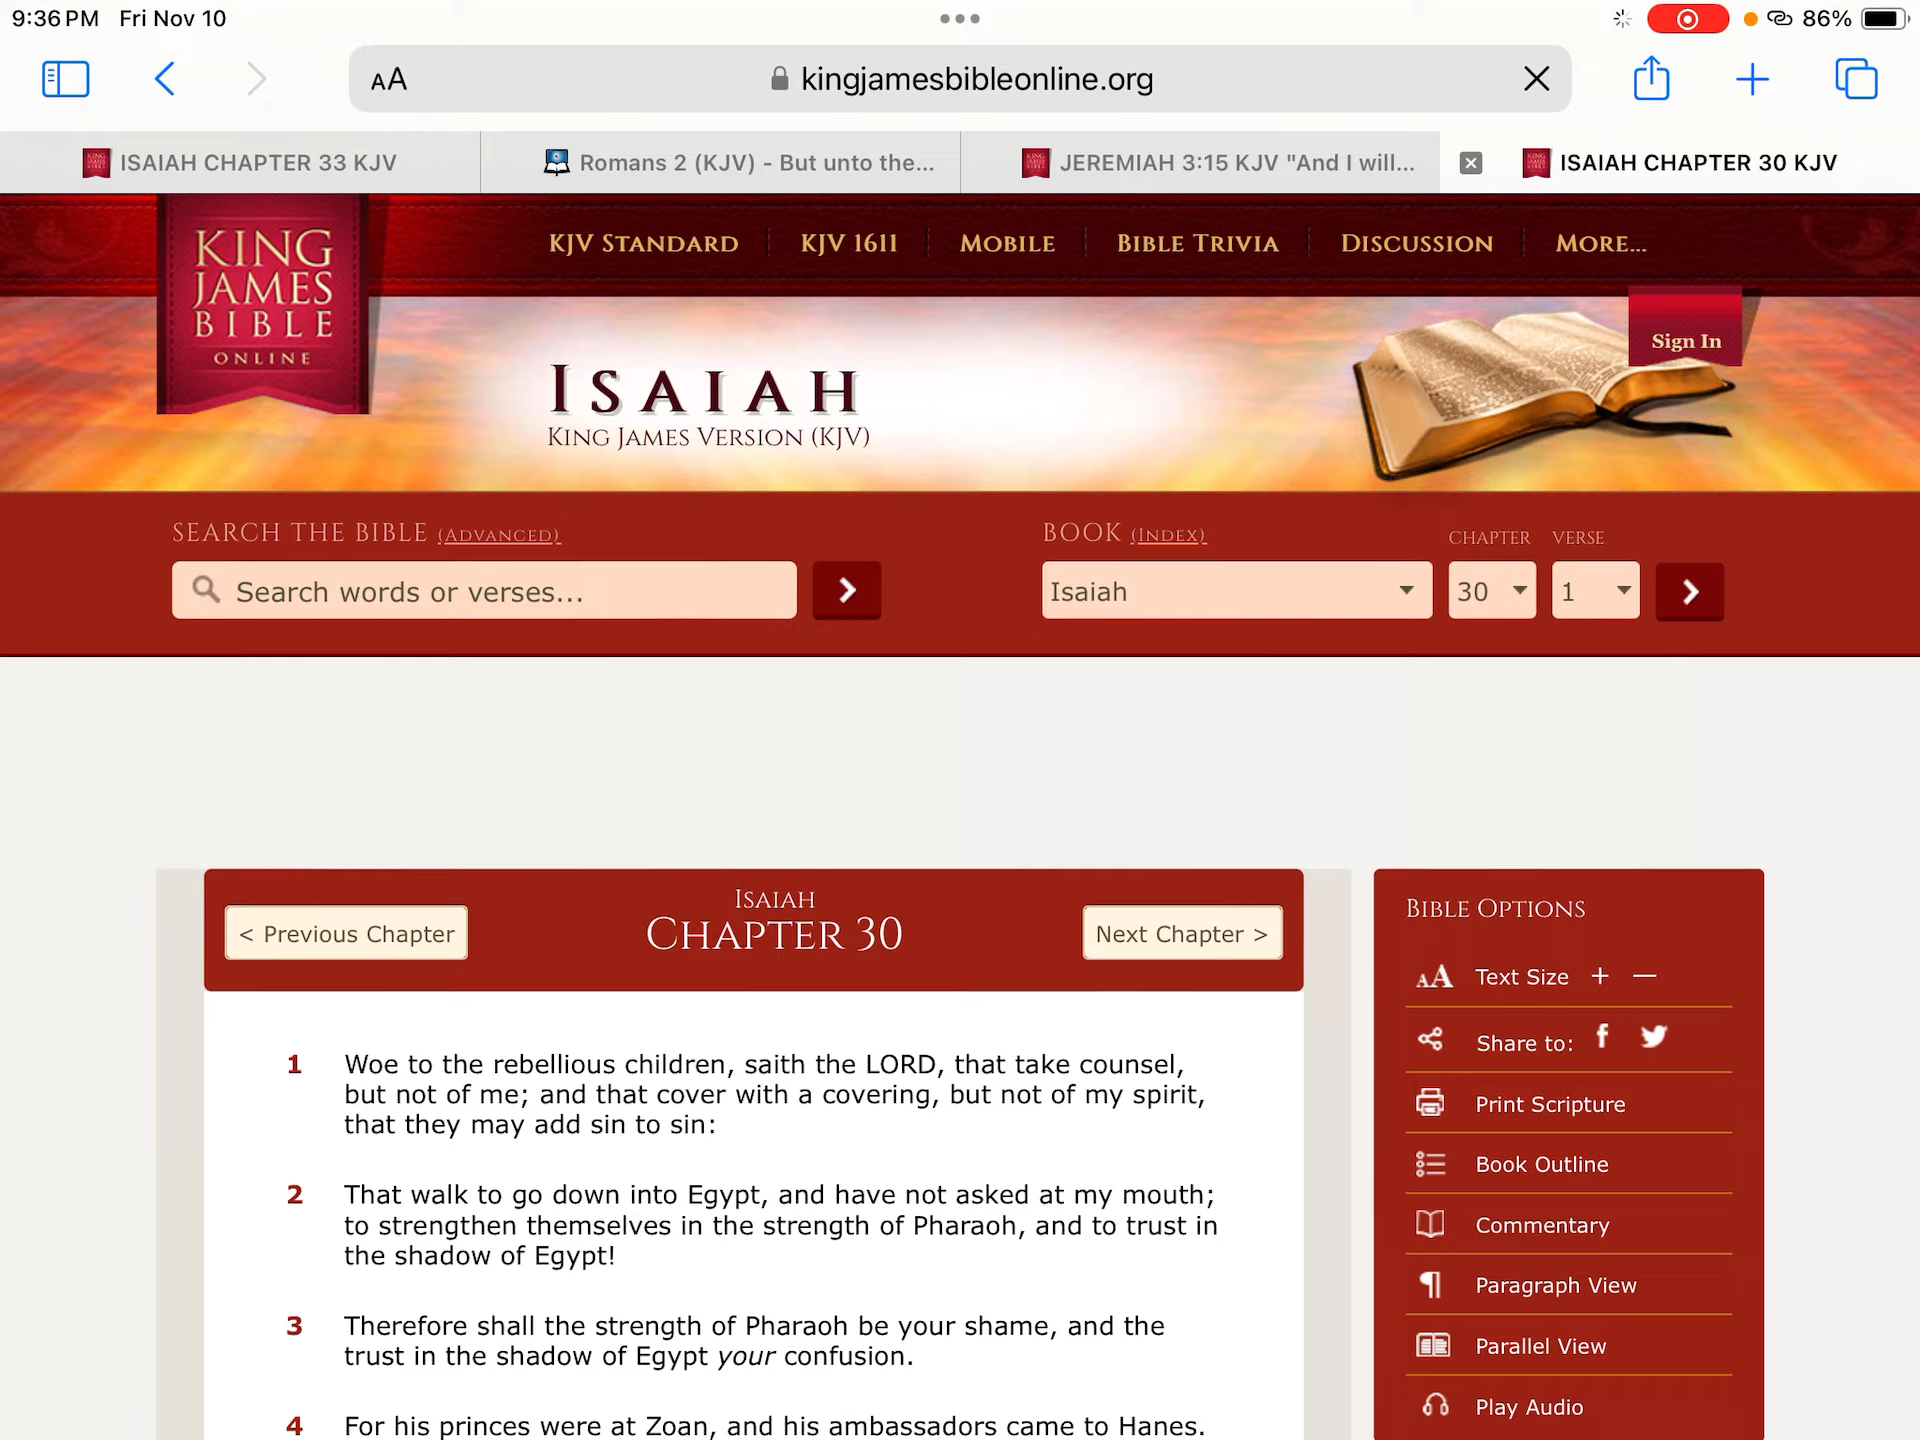 9:36 PM Fri Nov 10
86%
AA
kingjamesbibleonline.org
ISAIAH CHAPTER 33 KJV
Romans 2 (KJV) - But unto the...
JEREMIAH 3:15 KJV "And I will...
ISAIAH CHAPTER 30 KJV
KING
JAMES
BIBLE
ONLINE
KJV STANDARD
KJV 1611
MOBILE
BIBLE TRIVIA
DISCUSSION
MORE...
Sign In
ISAIAH
KING JAMES VERSION (KJV)
SEARCH THE BIBLE (ADVANCED)
Search words or verses...
BOOK (INDEX)
CHAPTER
VERSE
Isaiah
30
1
< Previous Chapter
ISAIAH
CHAPTER 30
Next Chapter >
1 Woe to the rebellious children, saith the LORD, that take counsel,
but not of me; and that cover with a covering, but not of my spirit,
that they may add sin to sin:
2 That walk to go down into Egypt, and have not asked at my mouth;
to strengthen themselves in the strength of Pharaoh, and to trust in
the shadow of Egypt!
3 Therefore shall the strength of Pharaoh be your shame, and the
trust in the shadow of Egypt your confusion.
4 For his princes were at Zoan, and his ambassadors came to Hanes.
BIBLE OPTIONS
AA Text Size + —
Share to:
Print Scripture
Book Outline
Commentary
Paragraph View
Parallel View
Play Audio